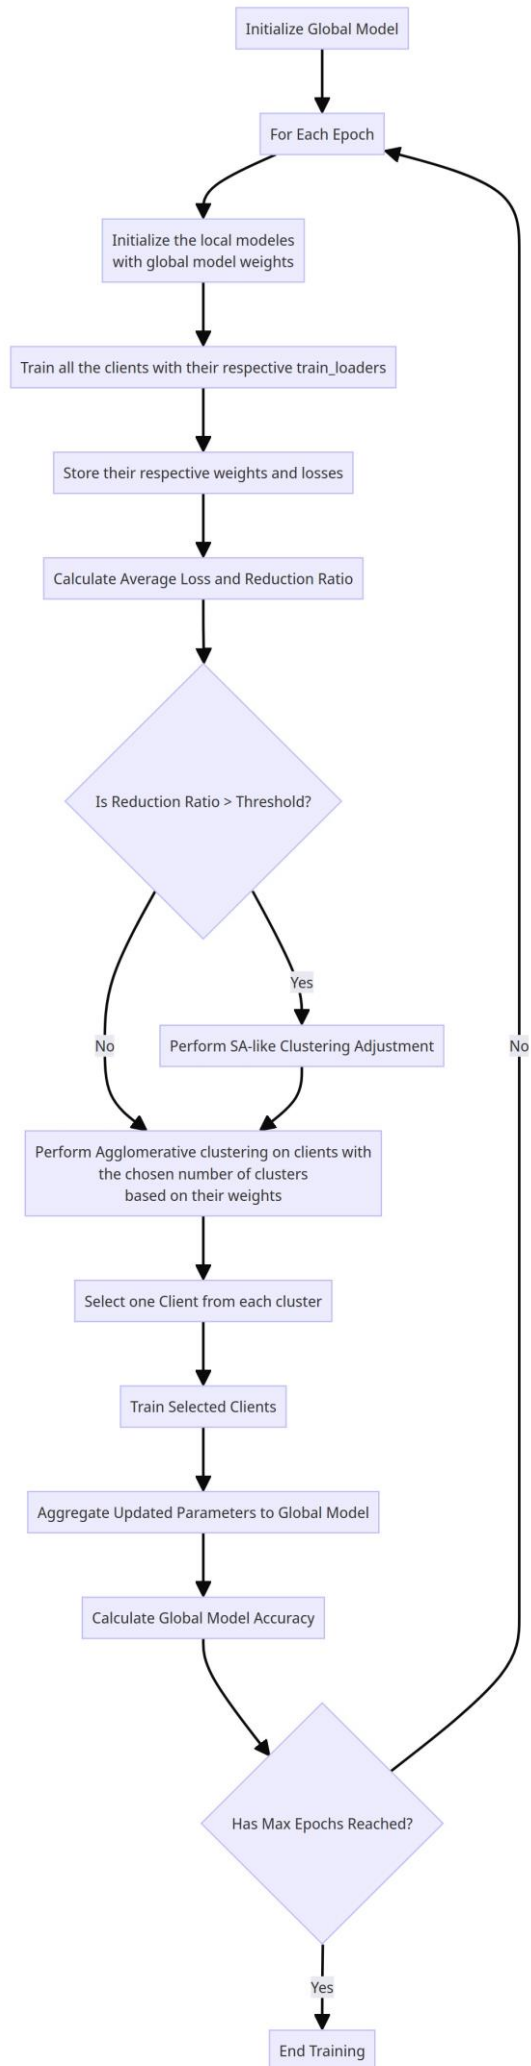 Initialize Global Model
For Each Epoch
Initialize the local modeles
with global model weights
Train all the clients with their respective train_loaders
Store their respective weights and losses
Calculate Average Loss and Reduction Ratio
Is Reduction Ratio > Threshold?
Yes
No
Perform SA-like Clustering Adjustment
No
Perform Agglomerative clustering on clients with
the chosen number of clusters
based on their weights
Select one Client from each cluster
Train Selected Clients
Aggregate Updated Parameters to Global Model
Calculate Global Model Accuracy
Has Max Epochs Reached?
Yes
End Training